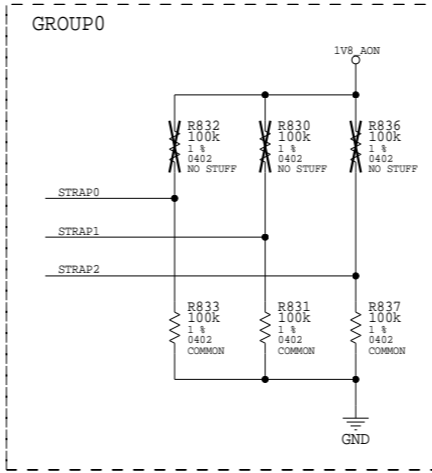 GROUP0
1V8_AON
R832
100k
1 %
0402
NO STUFF
R830
100k
1 %
0402
NO STUFF
R836
100k
1 %
0402
NO STUFF
STRAP0
STRAP1
STRAP2
R833
100k
1 %
0402
COMMON
R831
100k
1 %
0402
COMMON
R837
100k
1 %
0402
COMMON
GND